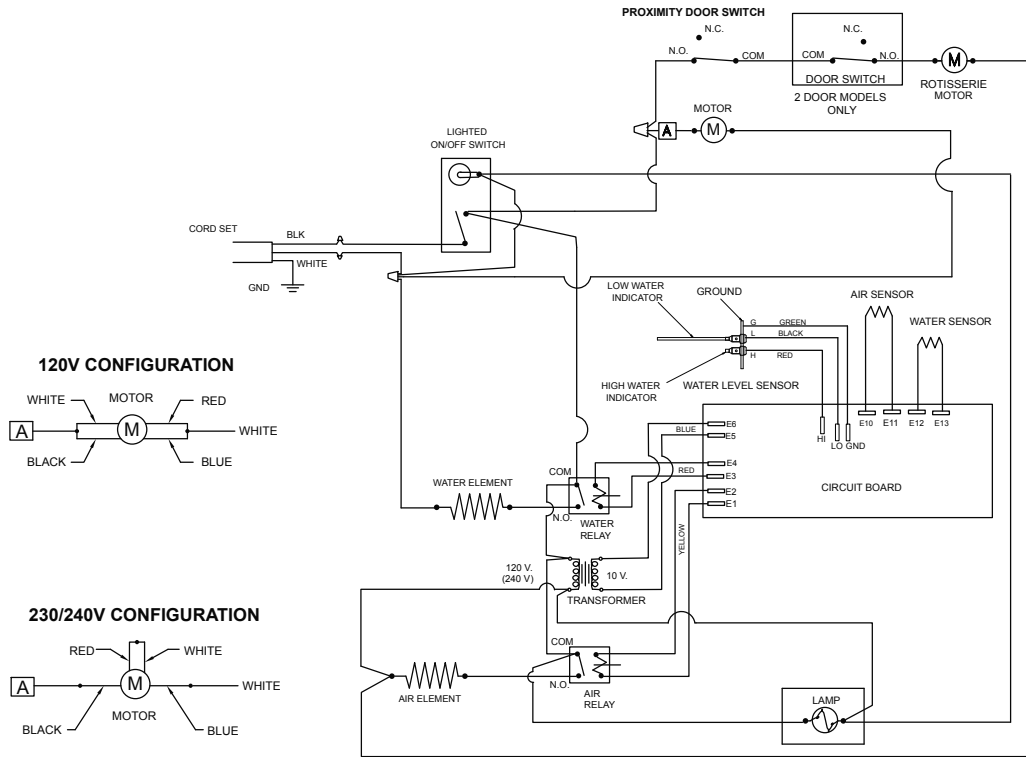 PROXIMITY DOOR SWITCH
N.C.
N.C.
N.O.
COM
COM
N.O.
DOOR SWITCH
2 DOOR MODELS
ONLY
M
ROTISSERIE
MOTOR
MOTOR
A
M
LIGHTED
ON/OFF SWITCH
CORD SET
BLK
WHITE
GND
LOW WATER
INDICATOR
GROUND
G
GREEN
L
BLACK
H
RED
HIGH WATER
INDICATOR
WATER LEVEL SENSOR
AIR SENSOR
WATER SENSOR
120V CONFIGURATION
WHITE
MOTOR
RED
A
M
WHITE
BLACK
BLUE
E10
E11
E12
E13
HI
LO
GND
CIRCUIT BOARD
E6
BLUE
E5
E4
RED
E3
E2
E1
YELLOW
WATER ELEMENT
COM
N.O.
WATER
RELAY
120 V.
(240 V)
10 V.
TRANSFORMER
COM
N.O.
AIR
RELAY
AIR ELEMENT
LAMP
230/240V CONFIGURATION
RED
WHITE
A
M
WHITE
MOTOR
BLACK
BLUE